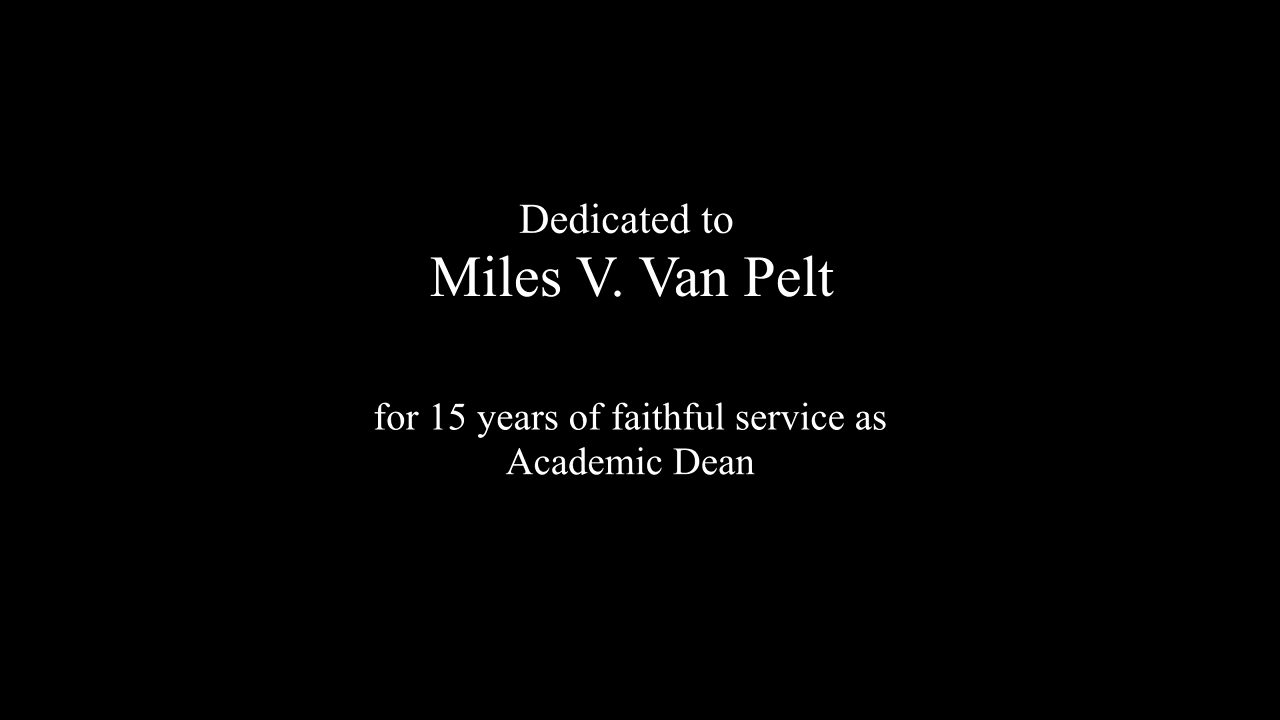 Dedicated to
Miles V. Van Pelt
for 15 years of faithful service as
Academic Dean